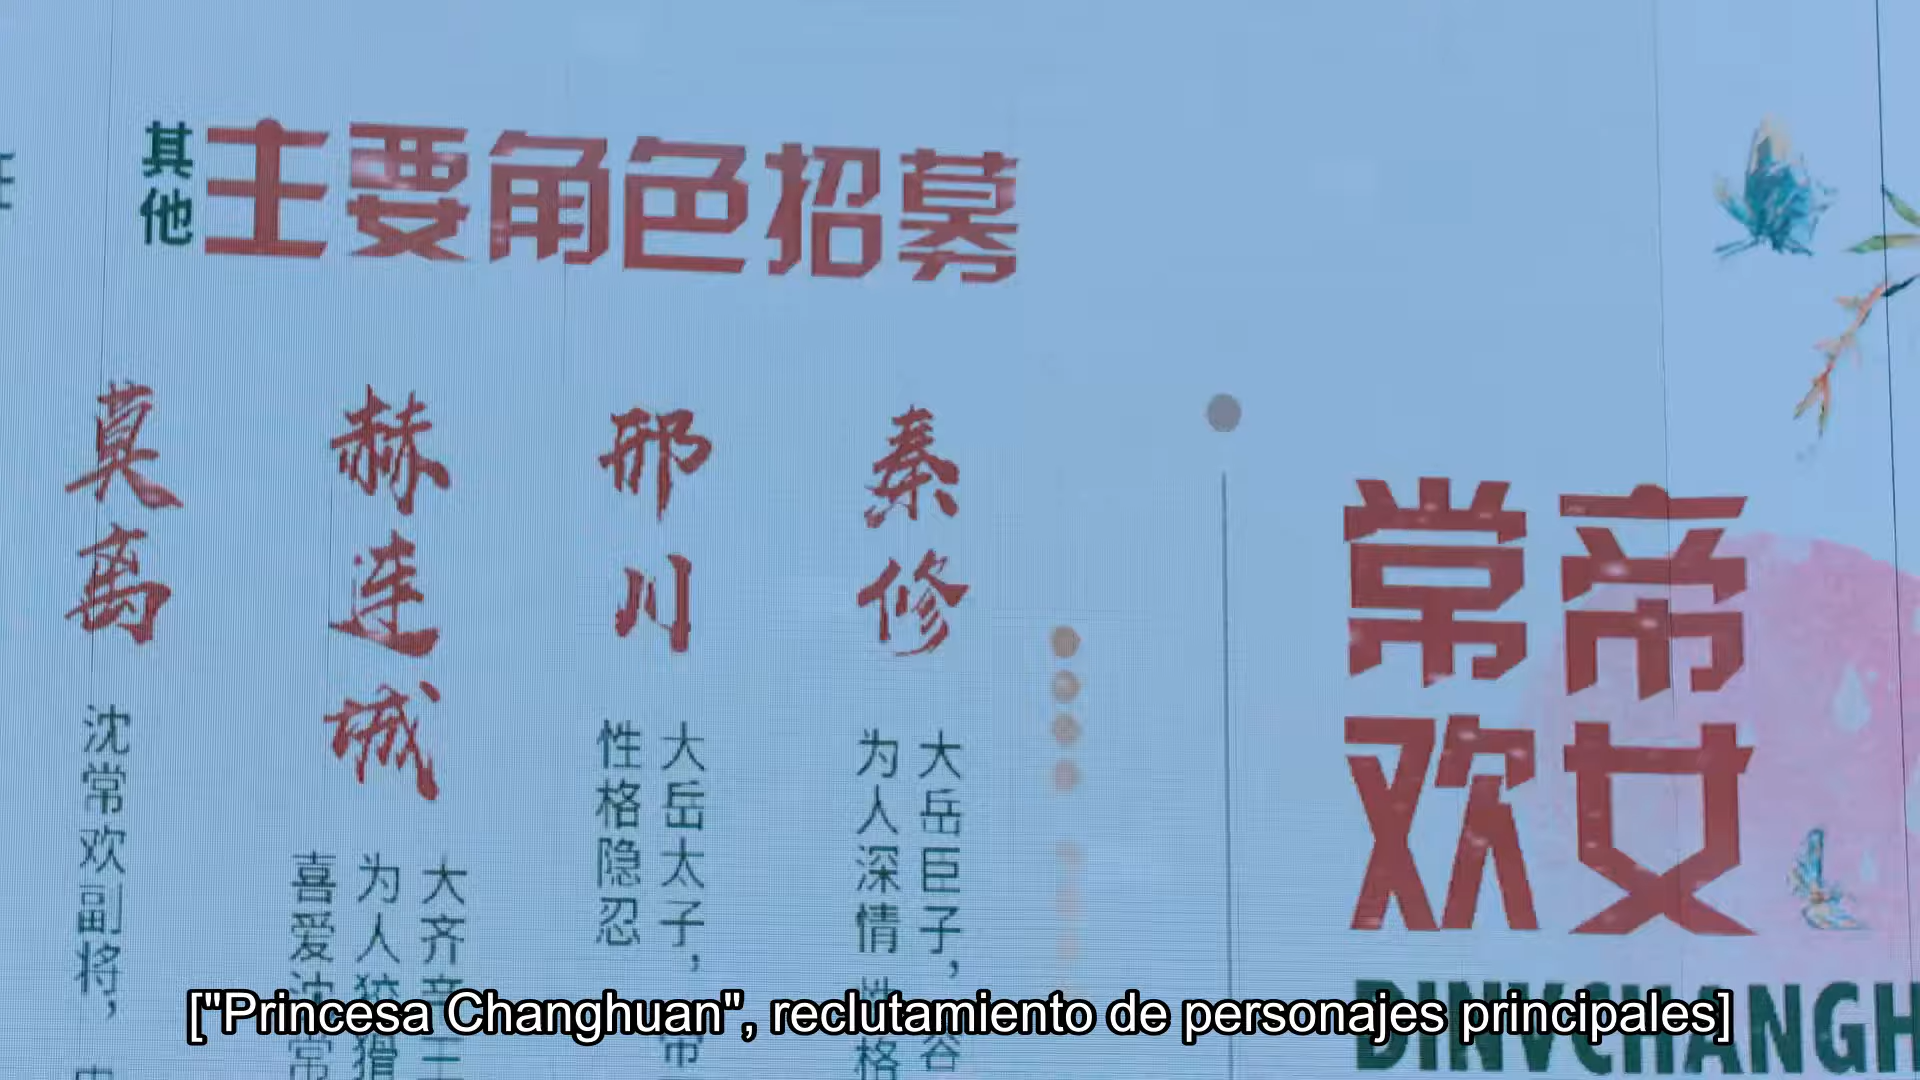 其他
主要角色招募
帝女
常欢
DINVCHANGH
秦修
大岳臣子，
为人深情
邢川
大岳太子，
性格隐忍
赫连城
大齐
为人狡猾
喜爱沈常
莫离
沈常欢副将，
["Princesa Changhuan", reclutamiento de personajes principales]